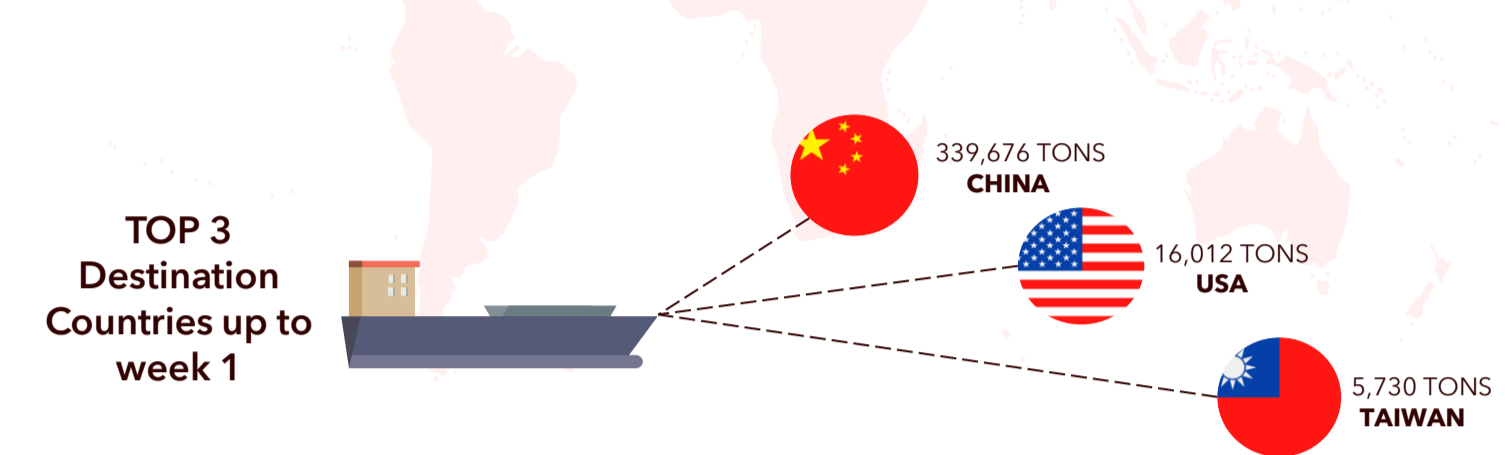 TOP 3
Destination
Countries up to
week 1
339,676 TONS
CHINA
16,012 TONS
USA
5,730 TONS
TAIWAN